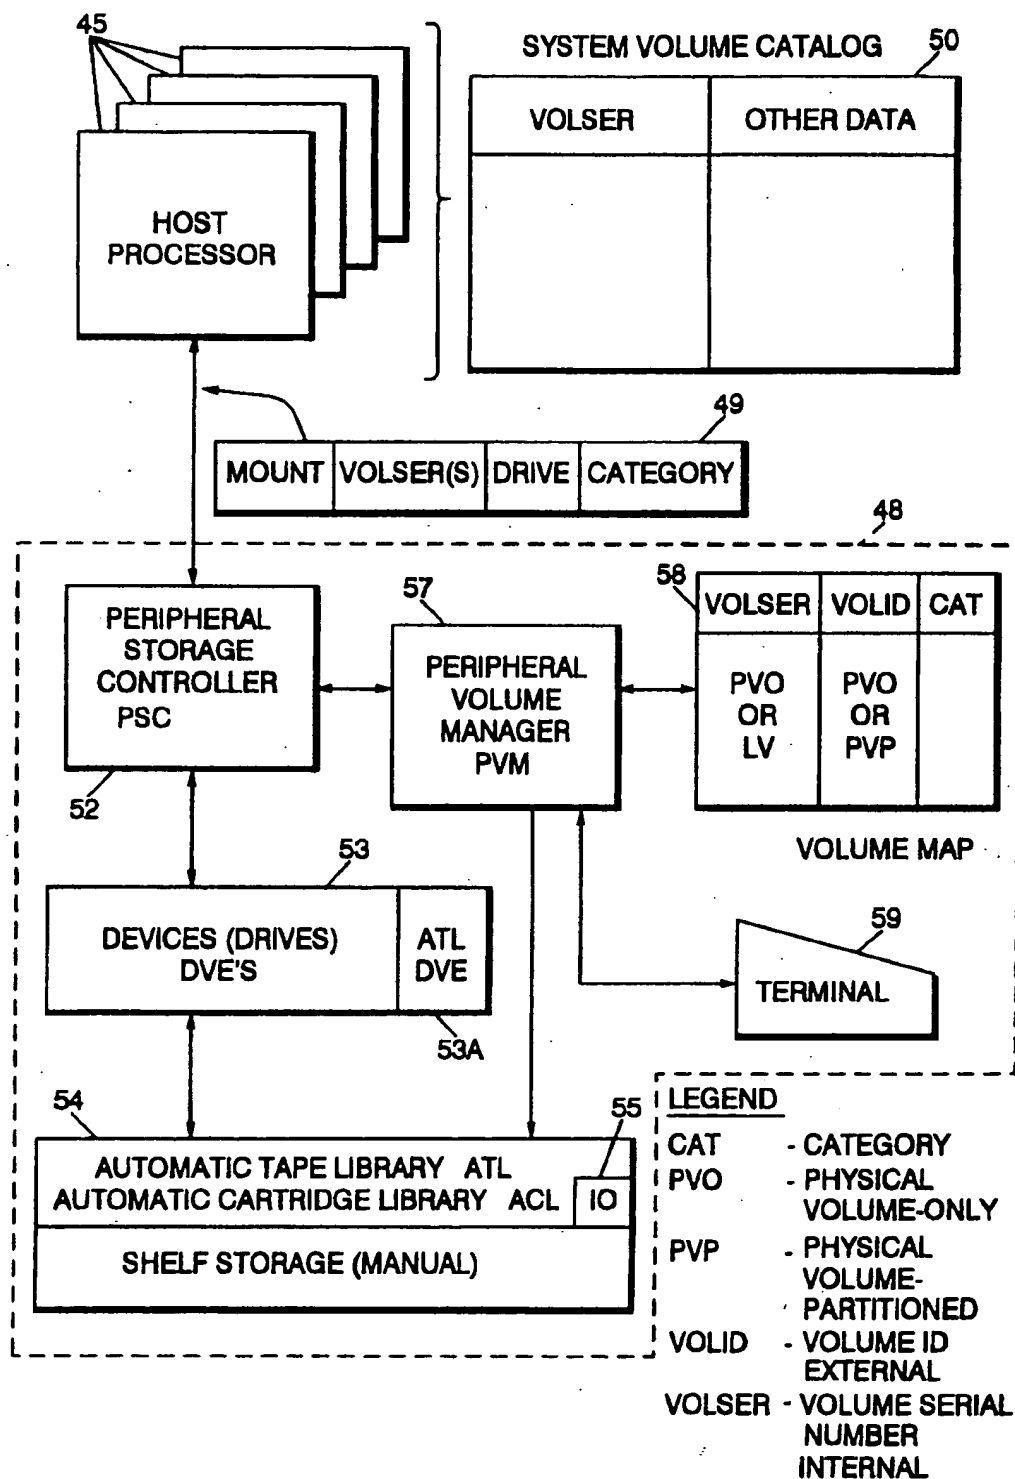 45
SYSTEM VOLUME CATALOG
50
VOLSER
OTHER DATA
HOST
PROCESSOR
49
MOUNT
VOLSER(S)
DRIVE
CATEGORY
48
PERIPHERAL
STORAGE
CONTROLLER
PSC
52
57
PERIPHERAL
VOLUME
MANAGER
PVM
58
VOLSER
VOLID
CAT
PVO
OR
LV
PVO
OR
PVP
VOLUME MAP
53
DEVICES (DRIVES)
DVE'S
ATL
DVE
53A
59
TERMINAL
54
55
AUTOMATIC TAPE LIBRARY ATL
AUTOMATIC CARTRIDGE LIBRARY ACL
IO
SHELF STORAGE (MANUAL)
LEGEND
CAT - CATEGORY
PVO - PHYSICAL
VOLUME-ONLY
PVP - PHYSICAL
VOLUME-
PARTITIONED
VOLID - VOLUME ID
EXTERNAL
VOLSER - VOLUME SERIAL
NUMBER
INTERNAL